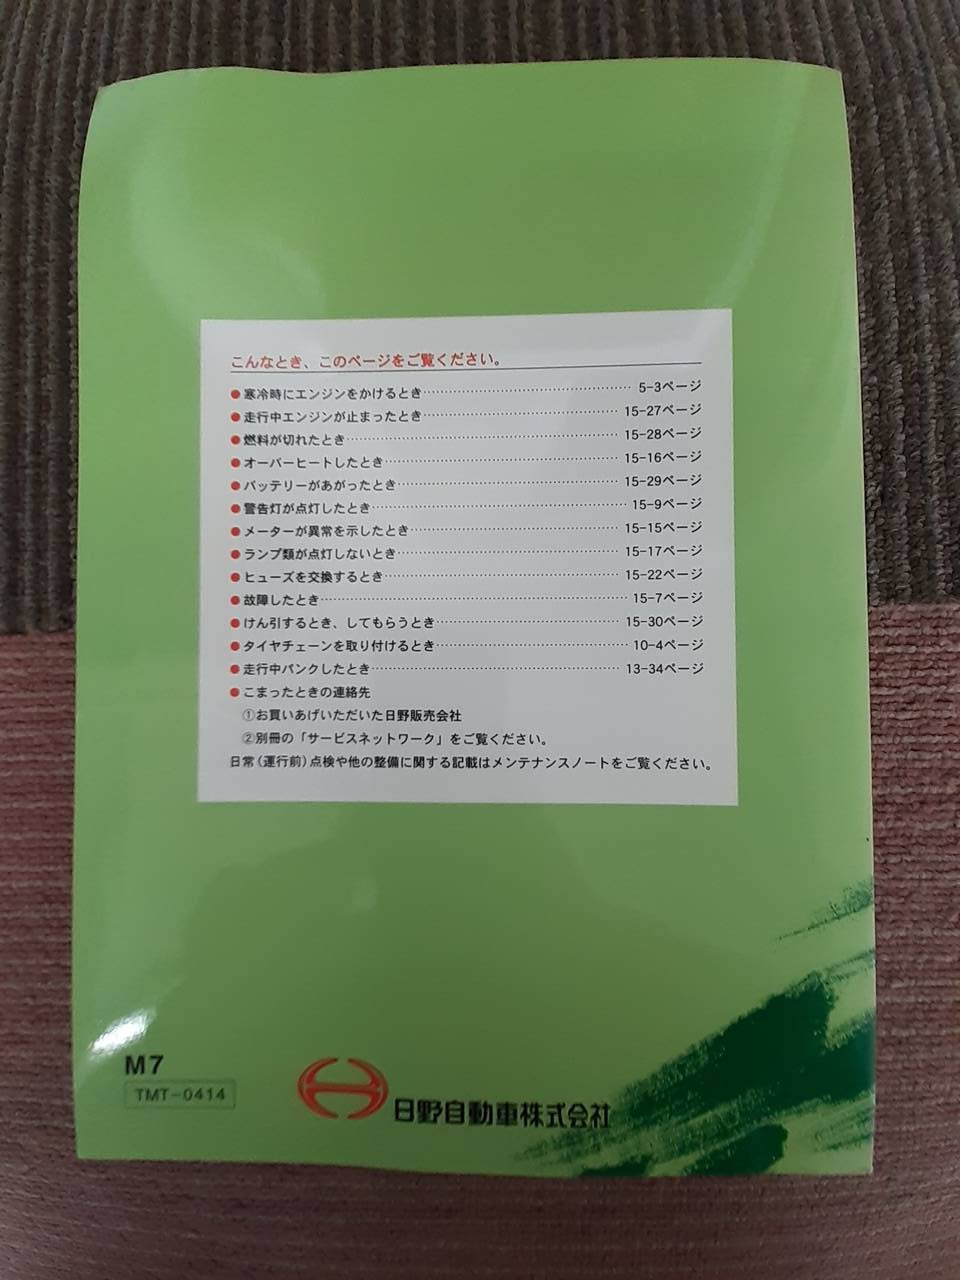 こんなとき、このページをご覧ください。
●寒冷時にエンジンをかけるとき……………………5-3ページ
●走行中エンジンが止まったとき……………………15-27ページ
●燃料が切れたとき……………………15-28ページ
●オーバーヒートしたとき……………………15-16ページ
●バッテリーがあがったとき……………………15-29ページ
●警告灯が点灯したとき……………………15-9ページ
●メーターが異常を示したとき……………………15-15ページ
●ランプ類が点灯しないとき……………………15-17ページ
●ヒューズを交換するとき……………………15-22ページ
●故障したとき……………………15-7ページ
●けん引するとき、してもらうとき……………………15-30ページ
●タイヤチェーンを取り付けるとき……………………10-4ページ
●走行中パンクしたとき……………………13-34ページ
●こまったときの連絡先
①お買いあげいただいた日野販売会社
②別冊の「サービスネットワーク」をご覧ください。
日常(運行前)点検や他の整備に関する記載はメンテナンスノートをご覧ください。
M7
TMT-0414
日野自動車株式会社